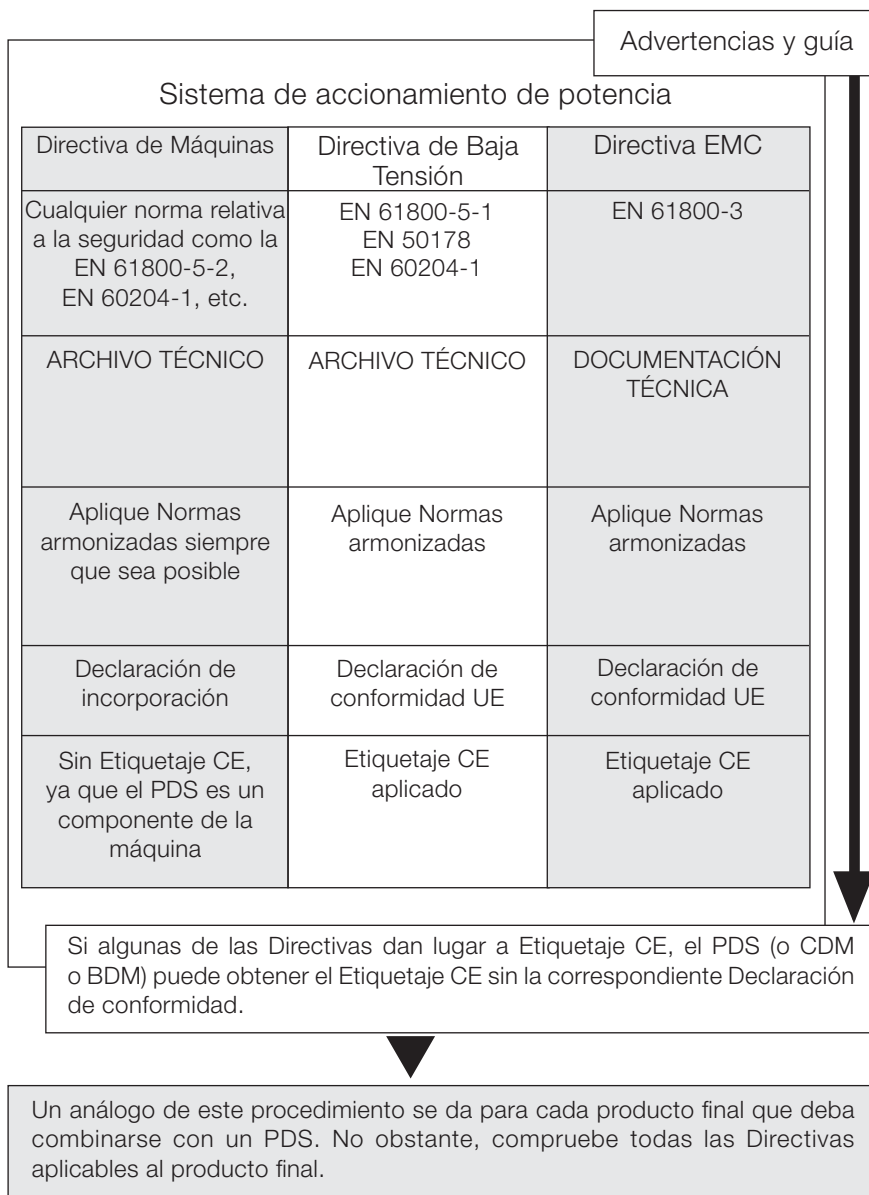 Advertencias y guía
Sistema de accionamiento de potencia
Directiva de Máquinas
Directiva de Baja
Tensión
Directiva EMC
Cualquier norma relativa
a la seguridad como la
EN 61800-5-2,
EN 60204-1, etc.
EN 61800-5-1
EN 50178
EN 60204-1
EN 61800-3
ARCHIVO TÉCNICO
ARCHIVO TÉCNICO
DOCUMENTACIÓN
TÉCNICA
Aplique Normas
armonizadas siempre
que sea posible
Aplique Normas
armonizadas
Aplique Normas
armonizadas
Declaración de
incorporación
Declaración de
conformidad UE
Declaración de
conformidad UE
Sin Etiquetaje CE,
ya que el PDS es un
componente de la
máquina
Etiquetaje CE
aplicado
Etiquetaje CE
aplicado
Si algunas de las Directivas dan lugar a Etiquetaje CE, el PDS (o CDM
o BDM) puede obtener el Etiquetaje CE sin la correspondiente Declaración
de conformidad.
Un análogo de este procedimiento se da para cada producto final que deba
combinarse con un PDS. No obstante, compruebe todas las Directivas
aplicables al producto final.